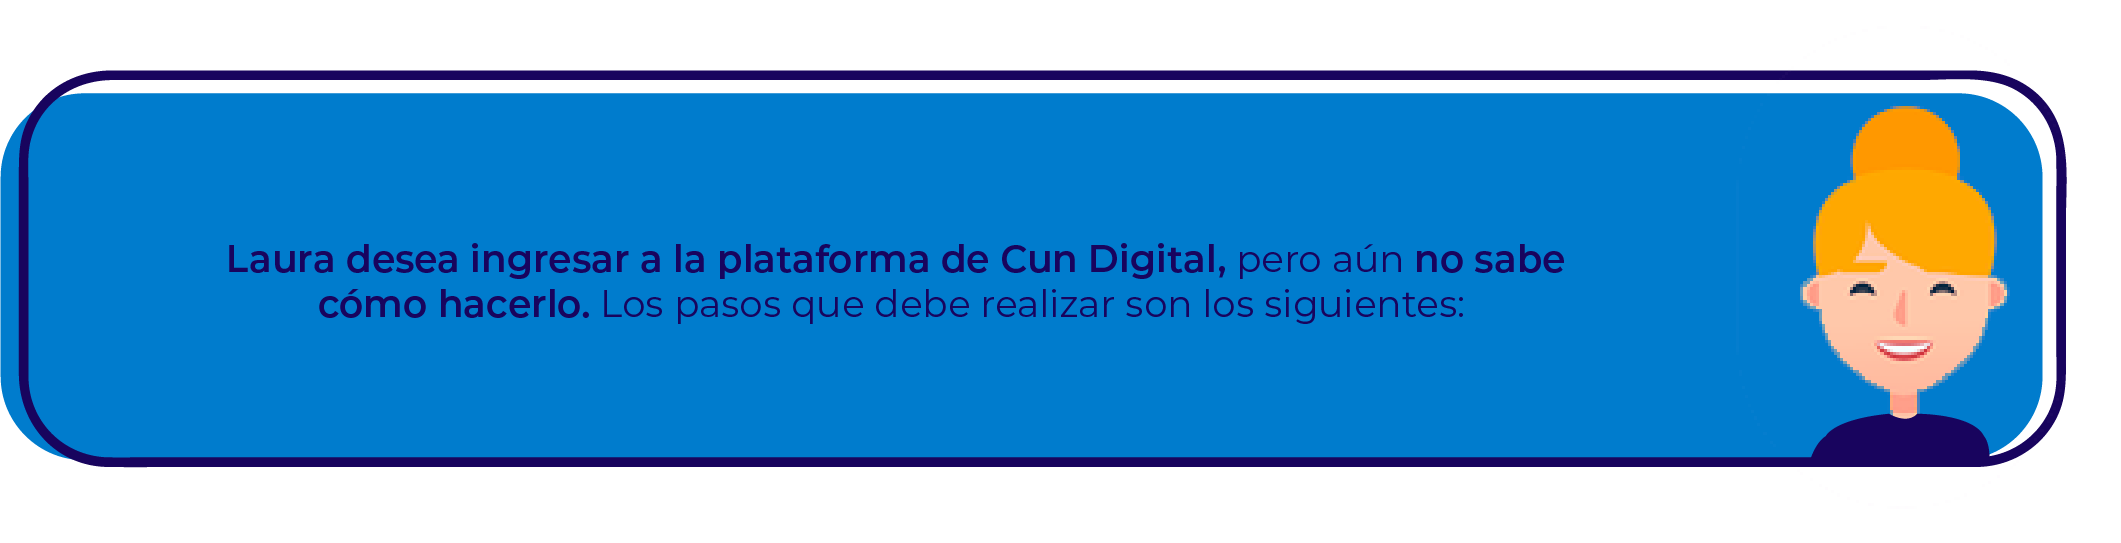 Laura desea ingresar a la plataforma de Cun Digital, pero aún no sabe
cómo hacerlo. Los pasos que debe realizar son los siguientes: